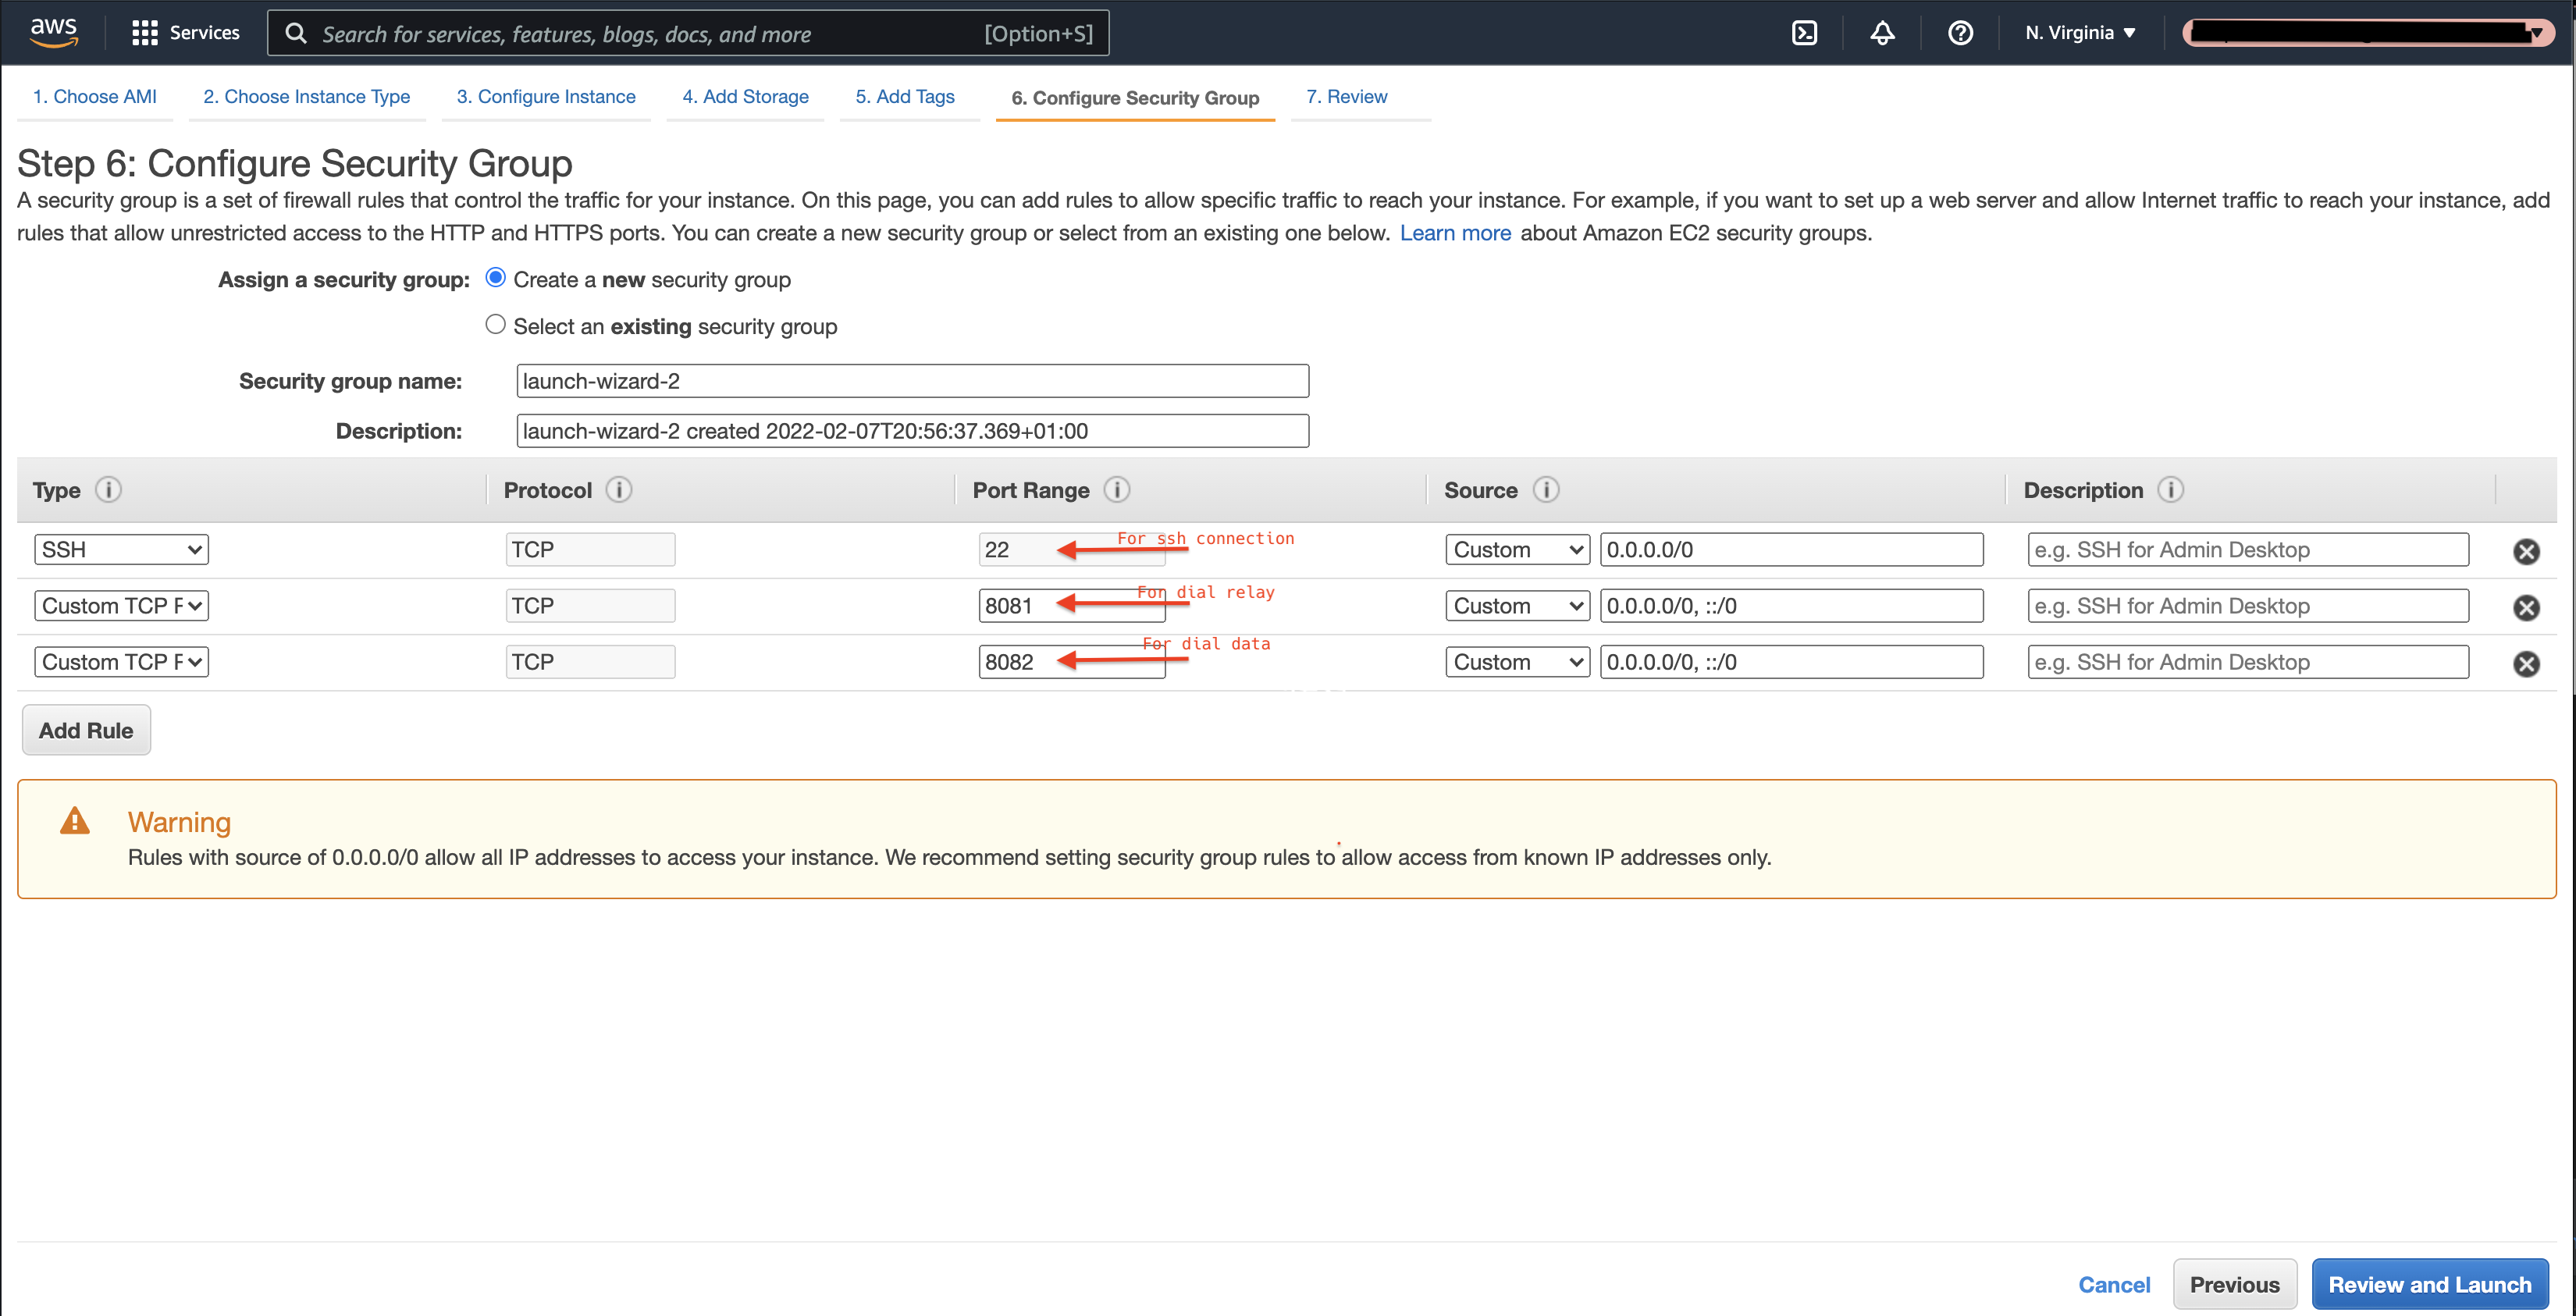 aws
Services
Search for services, features, blogs, docs, and more
[Option+S]
N. Virginia
1. Choose AMI
2. Choose Instance Type
3. Configure Instance
4. Add Storage
5. Add Tags
6. Configure Security Group
7. Review
Step 6: Configure Security Group
A security group is a set of firewall rules that control the traffic for your instance. On this page, you can add rules to allow specific traffic to reach your instance. For example, if you want to set up a web server and allow Internet traffic to reach your instance, add
rules that allow unrestricted access to the HTTP and HTTPS ports. You can create a new security group or select from an existing one below. Learn more about Amazon EC2 security groups.
Assign a security group: Create a new security group
Select an existing security group
Security group name: launch-wizard-2
Description: launch-wizard-2 created 2022-02-07T20:56:37.369+01:00
Type Protocol Port Range Source Description
SSH TCP 22 For ssh connection Custom 0.0.0.0/0 e.g. SSH for Admin Desktop
Custom TCP F TCP 8081 For dial relay Custom 0.0.0.0/0, ::/0 e.g. SSH for Admin Desktop
Custom TCP F TCP 8082 For dial data Custom 0.0.0.0/0, ::/0 e.g. SSH for Admin Desktop
Add Rule
Warning
Rules with source of 0.0.0.0/0 allow all IP addresses to access your instance. We recommend setting security group rules to allow access from known IP addresses only.
Cancel
Previous
Review and Launch